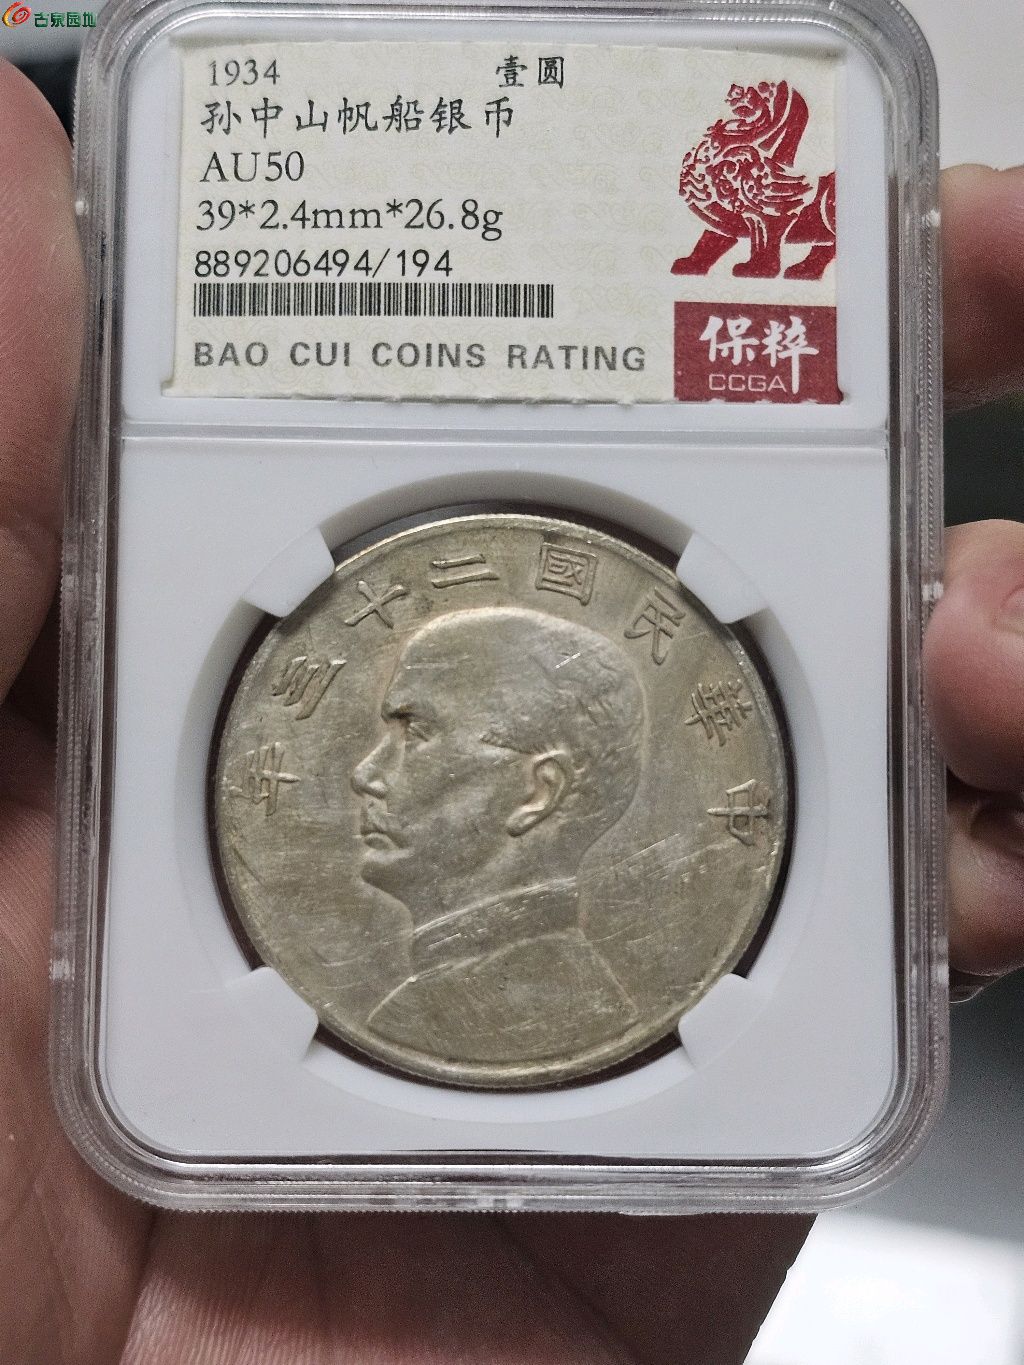 古泉园地
1934 壹圆
孙中山帆船银币
AU50
39*2.4mm*26.8g
889206494/194
BAO CUI COINS RATING
保粹
CCGA
年三十二國民華中